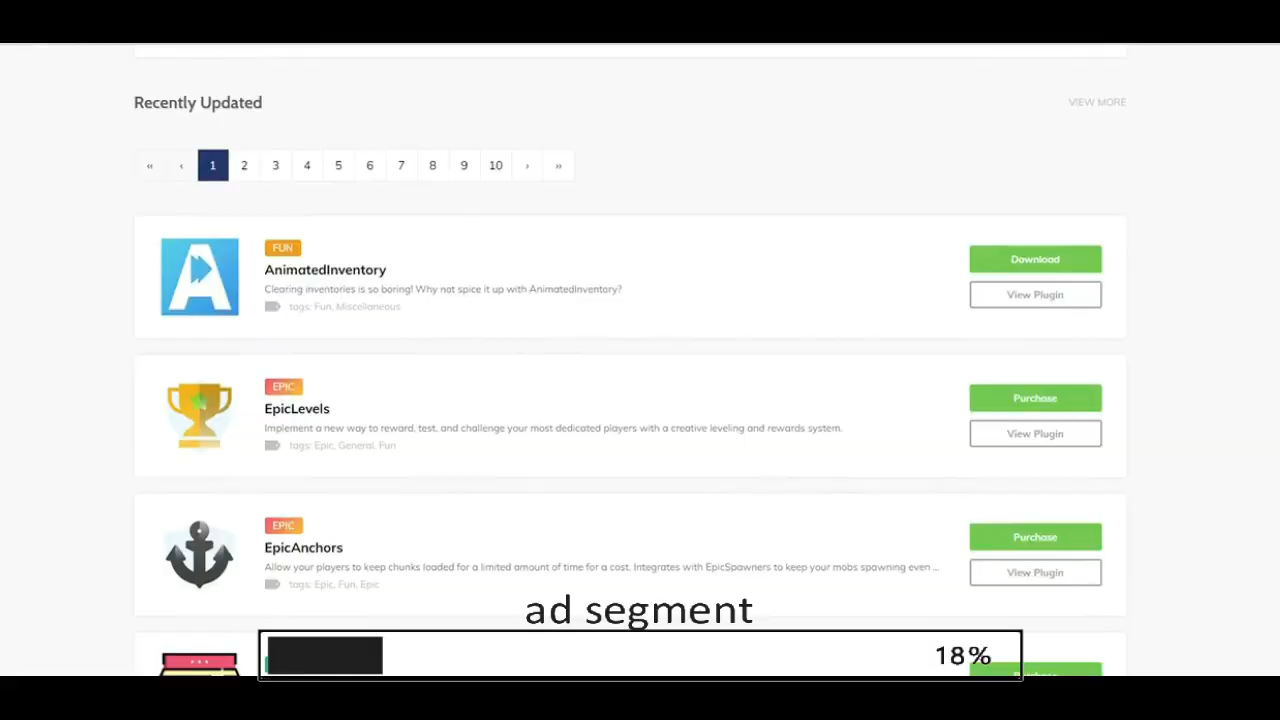 Recently Updated
VIEW MORE
« ‹ 1 2 3 4 5 6 7 8 9 10 › »
FUN
AnimatedInventory
Clearing inventories is so boring! Why not spice it up with AnimatedInventory?
tags: Fun, Miscellaneous
Download
View Plugin
EPIC
EpicLevels
Implement a new way to reward, test, and challenge your most dedicated players with a creative leveling and rewards system.
tags: Epic, General, Fun
Purchase
View Plugin
EPIC
EpicAnchors
Allow your players to keep chunks loaded for a limited amount of time for a cost. Integrates with EpicSpawners to keep your mobs spawning even ...
tags: Epic, Fun, Epic
Purchase
View Plugin
ad segment
18%